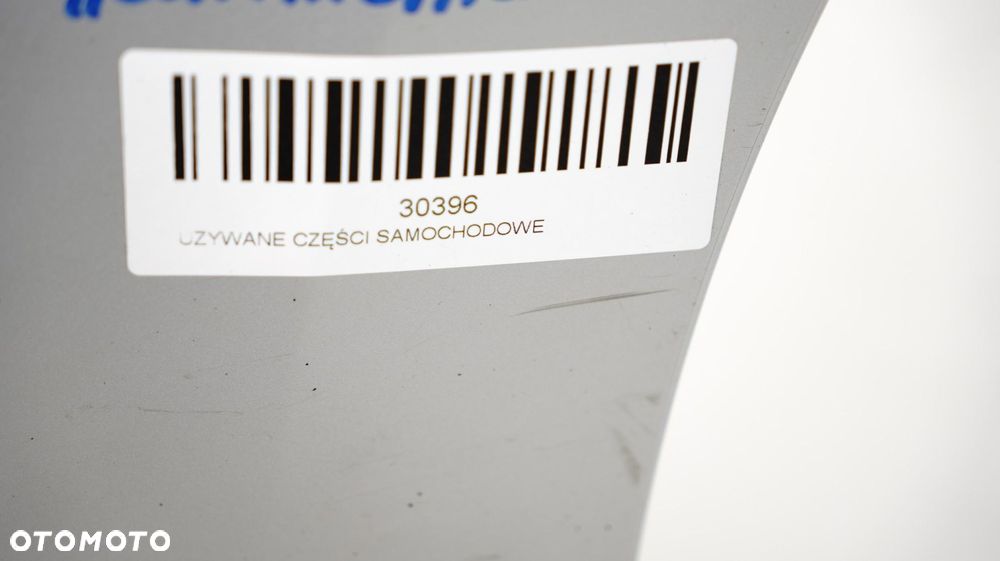 30396
UZYWANE CZĘŚCI SAMOCHODOWE
OTOMOTO